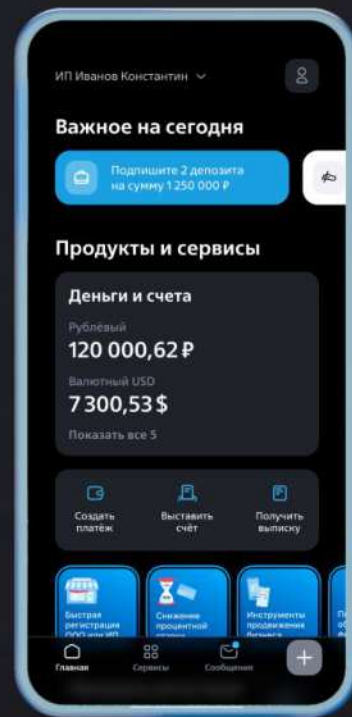 ИП Иванов Константин
Важное на сегодня
Подпишите 2 депозита
на сумму 1 250 000 ₽
Продукты и сервисы
Деньги и счета
Рублёвый
120 000,62 ₽
Валютный USD
7 300,53 $
Показать все 5
Создать
платёж
Выставить
счёт
Получить
выписку
Быстрая
регистрация
ООО или ИП
Снижение
процентной
ставки
Инструменты
продвижения
бизнеса
Главная
Сервисы
Сообщения